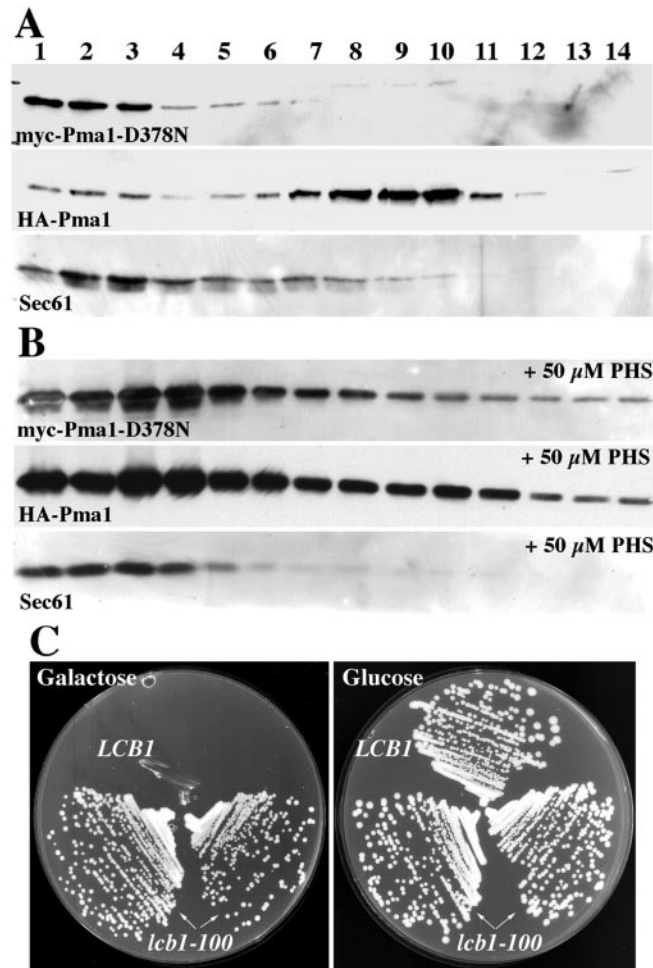 A
1 2 3 4 5 6 7 8 9 10 11 12 13 14
myc-Pma1-D378N
HA-Pma1
Sec61
B
+ 50 µM PHS
myc-Pma1-D378N
+ 50 µM PHS
HA-Pma1
+ 50 µM PHS
Sec61
C
Galactose
LCB1
lcb1-100
Glucose
LCB1
lcb1-100